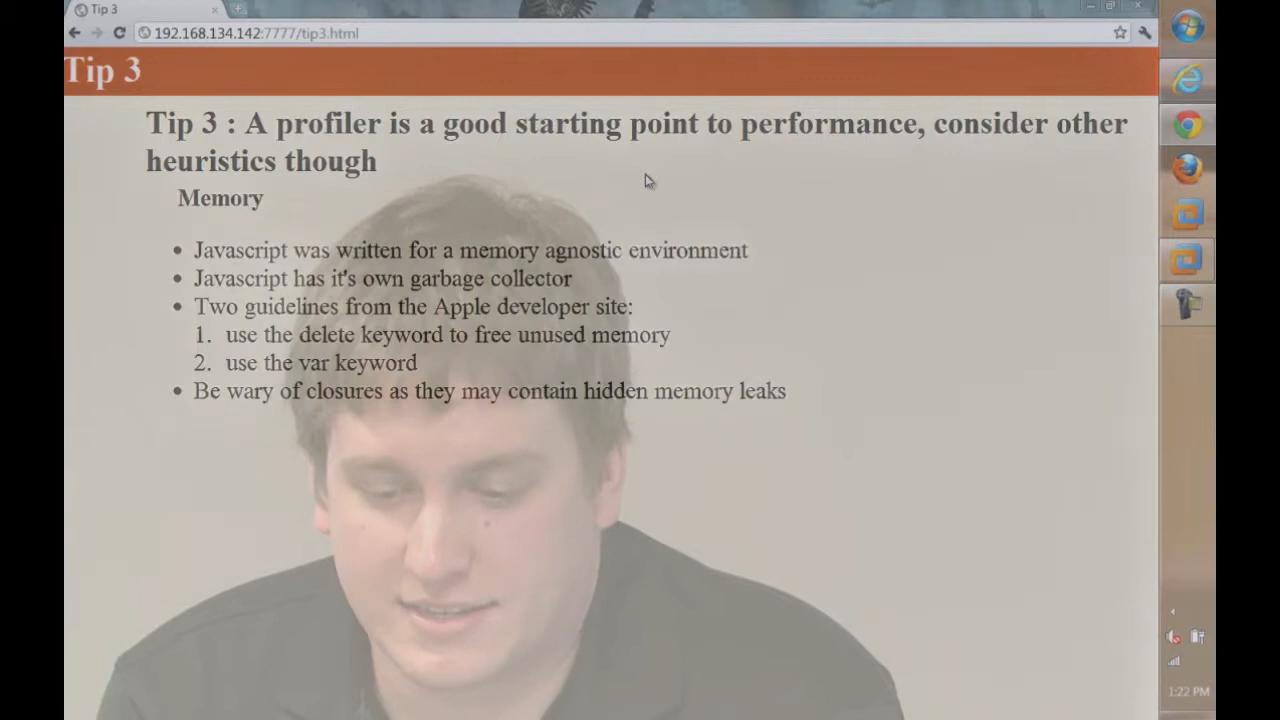 Tip 3
192.168.134.142:7777/tip3.html
Tip 3
Tip 3 : A profiler is a good starting point to performance, consider other
heuristics though
Memory
• Javascript was written for a memory agnostic environment
• Javascript has it's own garbage collector
• Two guidelines from the Apple developer site:
1. use the delete keyword to free unused memory
2. use the var keyword
• Be wary of closures as they may contain hidden memory leaks
1:22 PM